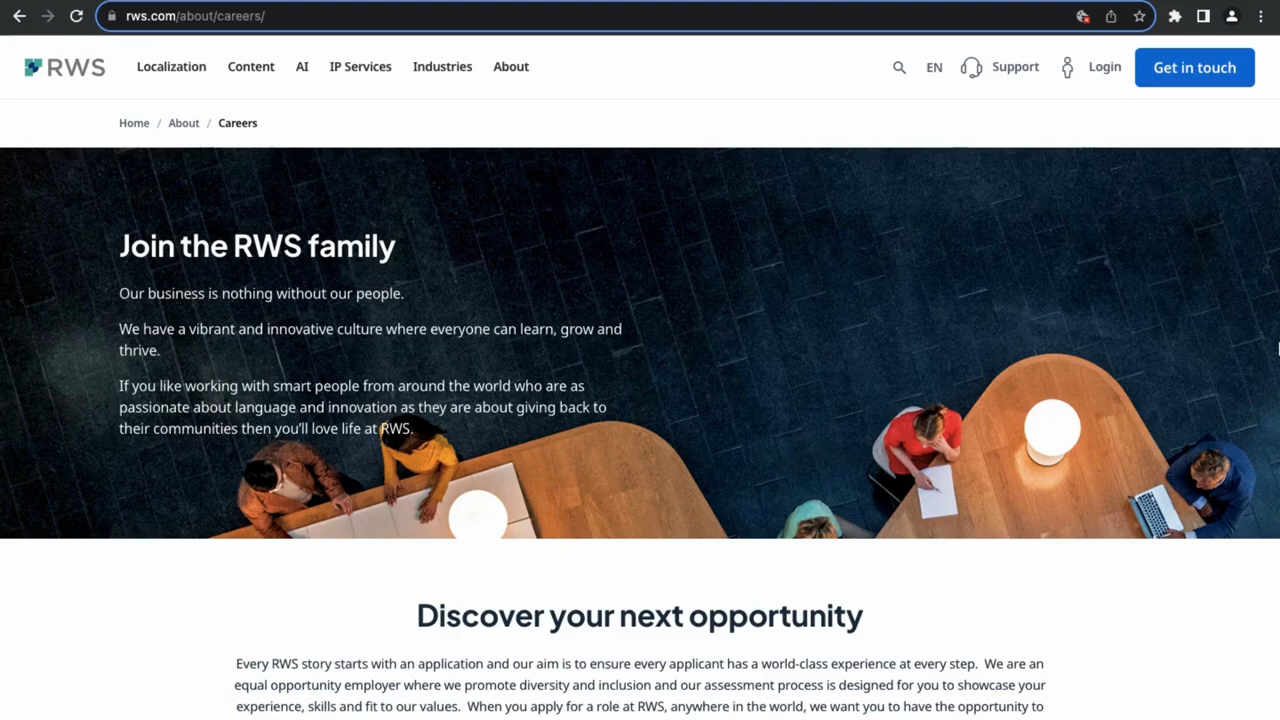 rws.com/about/careers/
RWS Localization Content AI IP Services Industries About EN Support Login Get in touch
Home / About / Careers
Join the RWS family
Our business is nothing without our people.
We have a vibrant and innovative culture where everyone can learn, grow and
thrive.
If you like working with smart people from around the world who are as
passionate about language and innovation as they are about giving back to
their communities then you’ll love life at RWS.
Discover your next opportunity
Every RWS story starts with an application and our aim is to ensure every applicant has a world-class experience at every step. We are an
equal opportunity employer where we promote diversity and inclusion and our assessment process is designed for you to showcase your
experience, skills and fit to our values. When you apply for a role at RWS, anywhere in the world, we want you to have the opportunity to